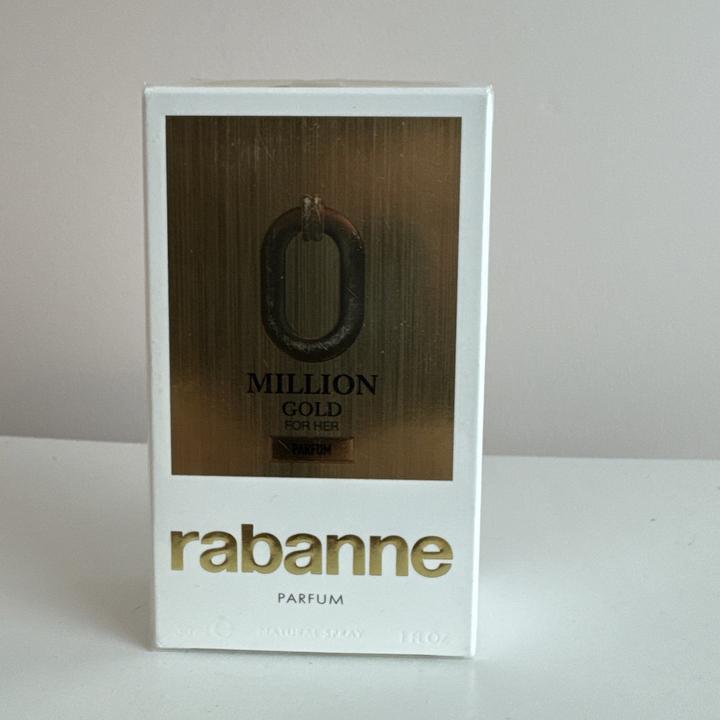 MILLION
GOLD
FOR HER
PARFUM
rabanne
PARFUM
NATURAL SPRAY 1 FL OZ